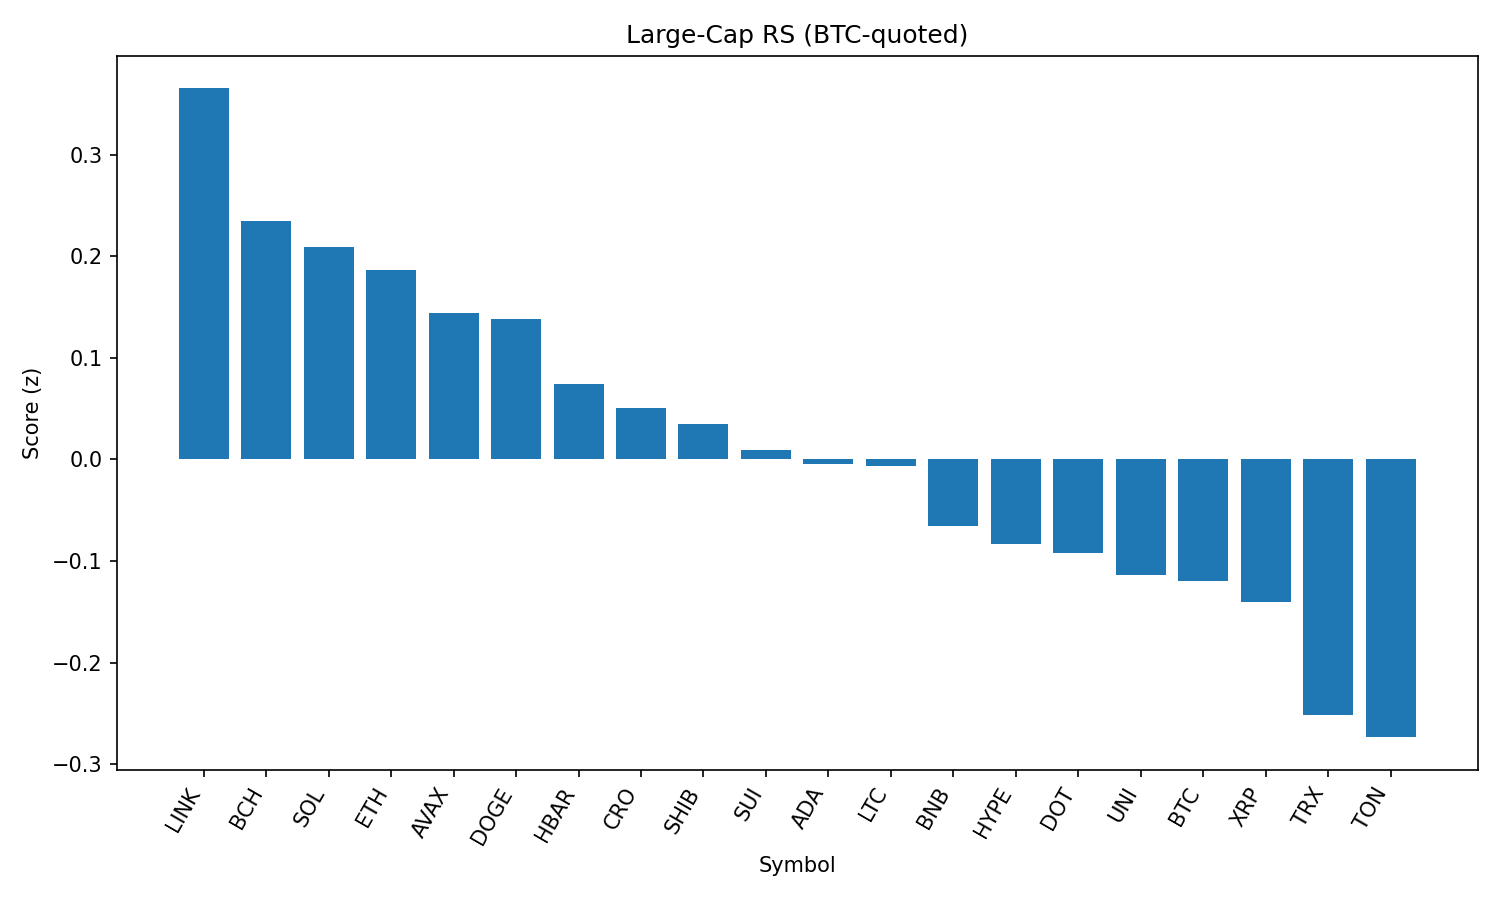 Large-Cap RS (BTC-quoted)
Score (z)
0.3
0.2
0.1
0.0
−0.1
−0.2
−0.3
LINK
BCH
SOL
ETH
AVAX
DOGE
HBAR
CRO
SHIB
SUI
ADA
LTC
BNB
HYPE
DOT
UNI
BTC
XRP
TRX
TON
Symbol